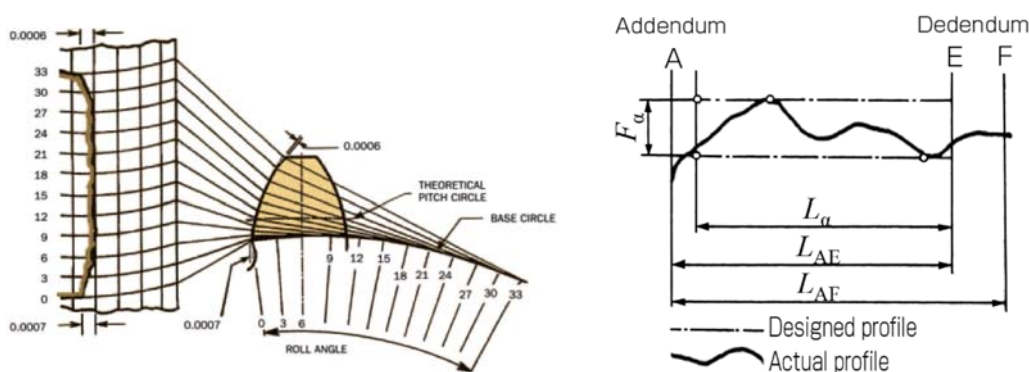 0.0006
33
30
27
24
21
18
15
12
9
6
3
0
0.0007
0.0006
THEORETICAL
PITCH CIRCLE
BASE CIRCLE
0.0007
0
3
6
9
12
15
18
21
24
27
30
33
ROLL ANGLE
Addendum
Dedendum
A
E
F
Fα
Lα
LAE
LAF
Designed profile
Actual profile